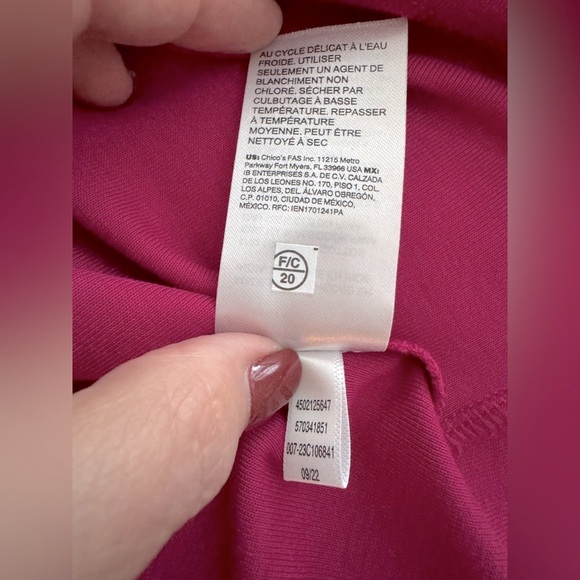 AU CYCLE DÉLICAT À L'EAU
FROIDE. UTILISER
SEULEMENT UN AGENT DE
BLANCHIMENT NON
CHLORÉ. SÉCHER PAR
CULBUTAGE À BASSE
TEMPÉRATURE. REPASSER
À TEMPÉRATURE
MOYENNE. PEUT ÊTRE
NETTOYÉ À SEC
US: Chico's FAS Inc. 11215 Metro
Parkway Fort Myers, FL 33966 USA MX:
IB ENTERPRISES S.A. DE C.V. CALZADA
DE LOS LEONES NO. 170, PISO 1, COL.
LOS ALPES, DEL. ÁLVARO OBREGÓN,
C.P. 01010, CIUDAD DE MÉXICO,
MÉXICO. RFC: IEN1701241PA
F/C
20
4502125647
570341851
007-23C106841
09/22